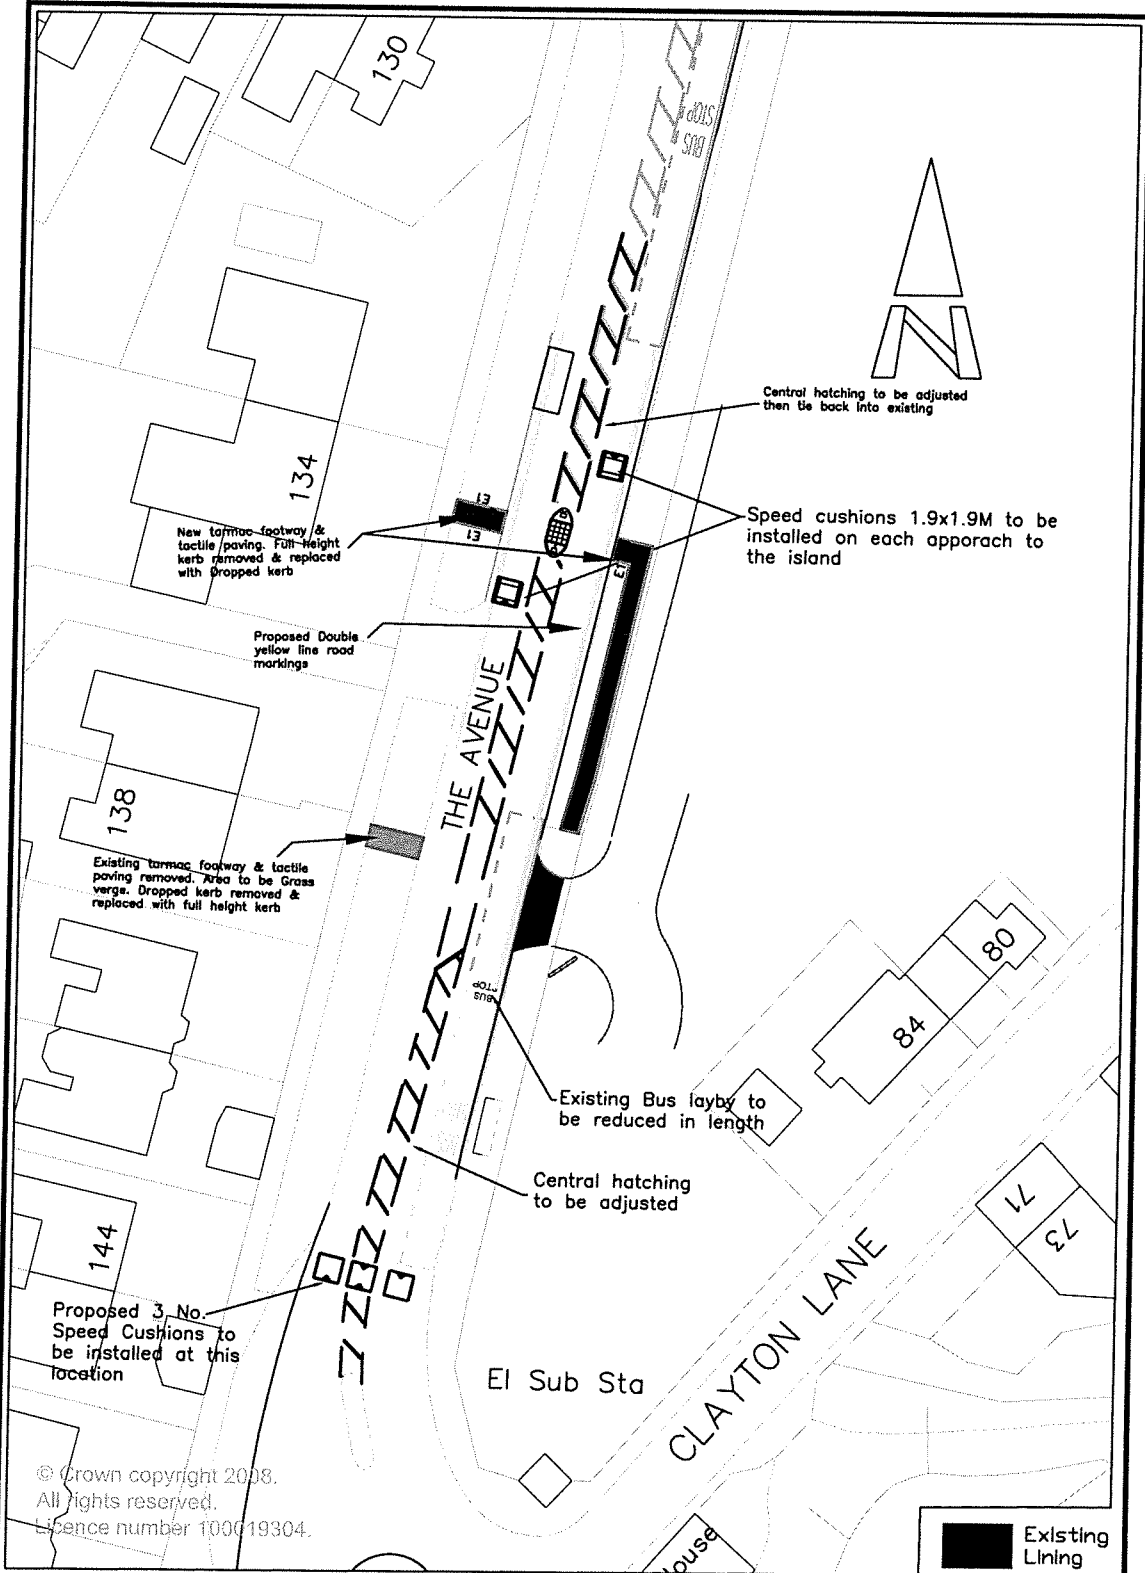 130
BUS
STOP
Central hatching to be adjusted
then tie back into existing
134
E1
E1
E1
New tarmac footway &
tactile paving. Full height
kerb removed & replaced
with Dropped kerb
Speed cushions 1.9x1.9M to be
installed on each apporach to
the island
Proposed Double
yellow line road
markings
THE AVENUE
138
Existing tarmac footway & tactile
paving removed. Area to be Grass
verge. Dropped kerb removed &
replaced with full height kerb
N
80
84
BUS
STOP
Existing Bus layby to
be reduced in length
Central hatching
to be adjusted
71
73
144
Proposed 3 No.
Speed Cushions to
be installed at this
location
El Sub Sta
CLAYTON LANE
© Crown copyright 2008.
All rights reserved.
Licence number 100019304.
House
Existing
Lining